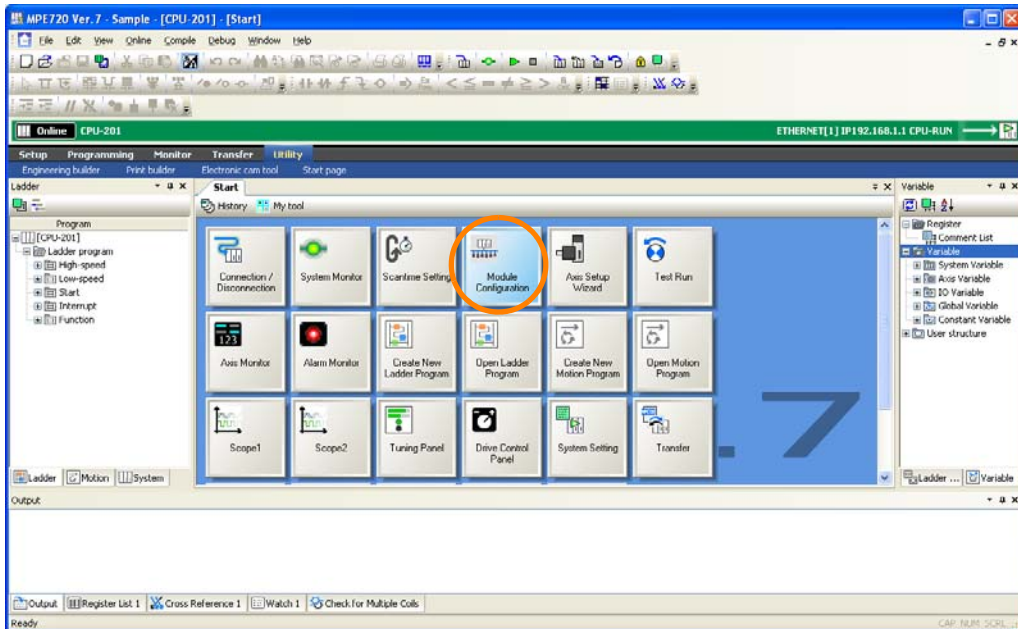 MPE720 Ver. 7 - Sample - [CPU-201] - [Start]
File Edit View Online Compile Debug Window Help
Online CPU-201
ETHERNET[1] IP192.168.1.1 CPU-RUN
Setup Programming Monitor Transfer Utility
Engineering builder Print builder Electronic cam tool Start page
Ladder
Program
[CPU-201]
Ladder program
High-speed
Low-speed
Start
Interrupt
Function
Ladder Motion System
Start
History My tool
Connection / Disconnection
System Monitor
Scantime Setting
Module Configuration
Axis Setup Wizard
Test Run
Axis Monitor
Alarm Monitor
Create New Ladder Program
Open Ladder Program
Create New Motion Program
Open Motion Program
Scope1
Scope2
Tuning Panel
Drive Control Panel
System Setting
Transfer
.7
Variable
Register
Comment List
Variable
System Variable
Axis Variable
IO Variable
Global Variable
Constant Variable
User structure
Ladder ... Variable
Output
Output Register List 1 Cross Reference 1 Watch 1 Check for Multiple Coils
Ready
CAP NUM SCRL